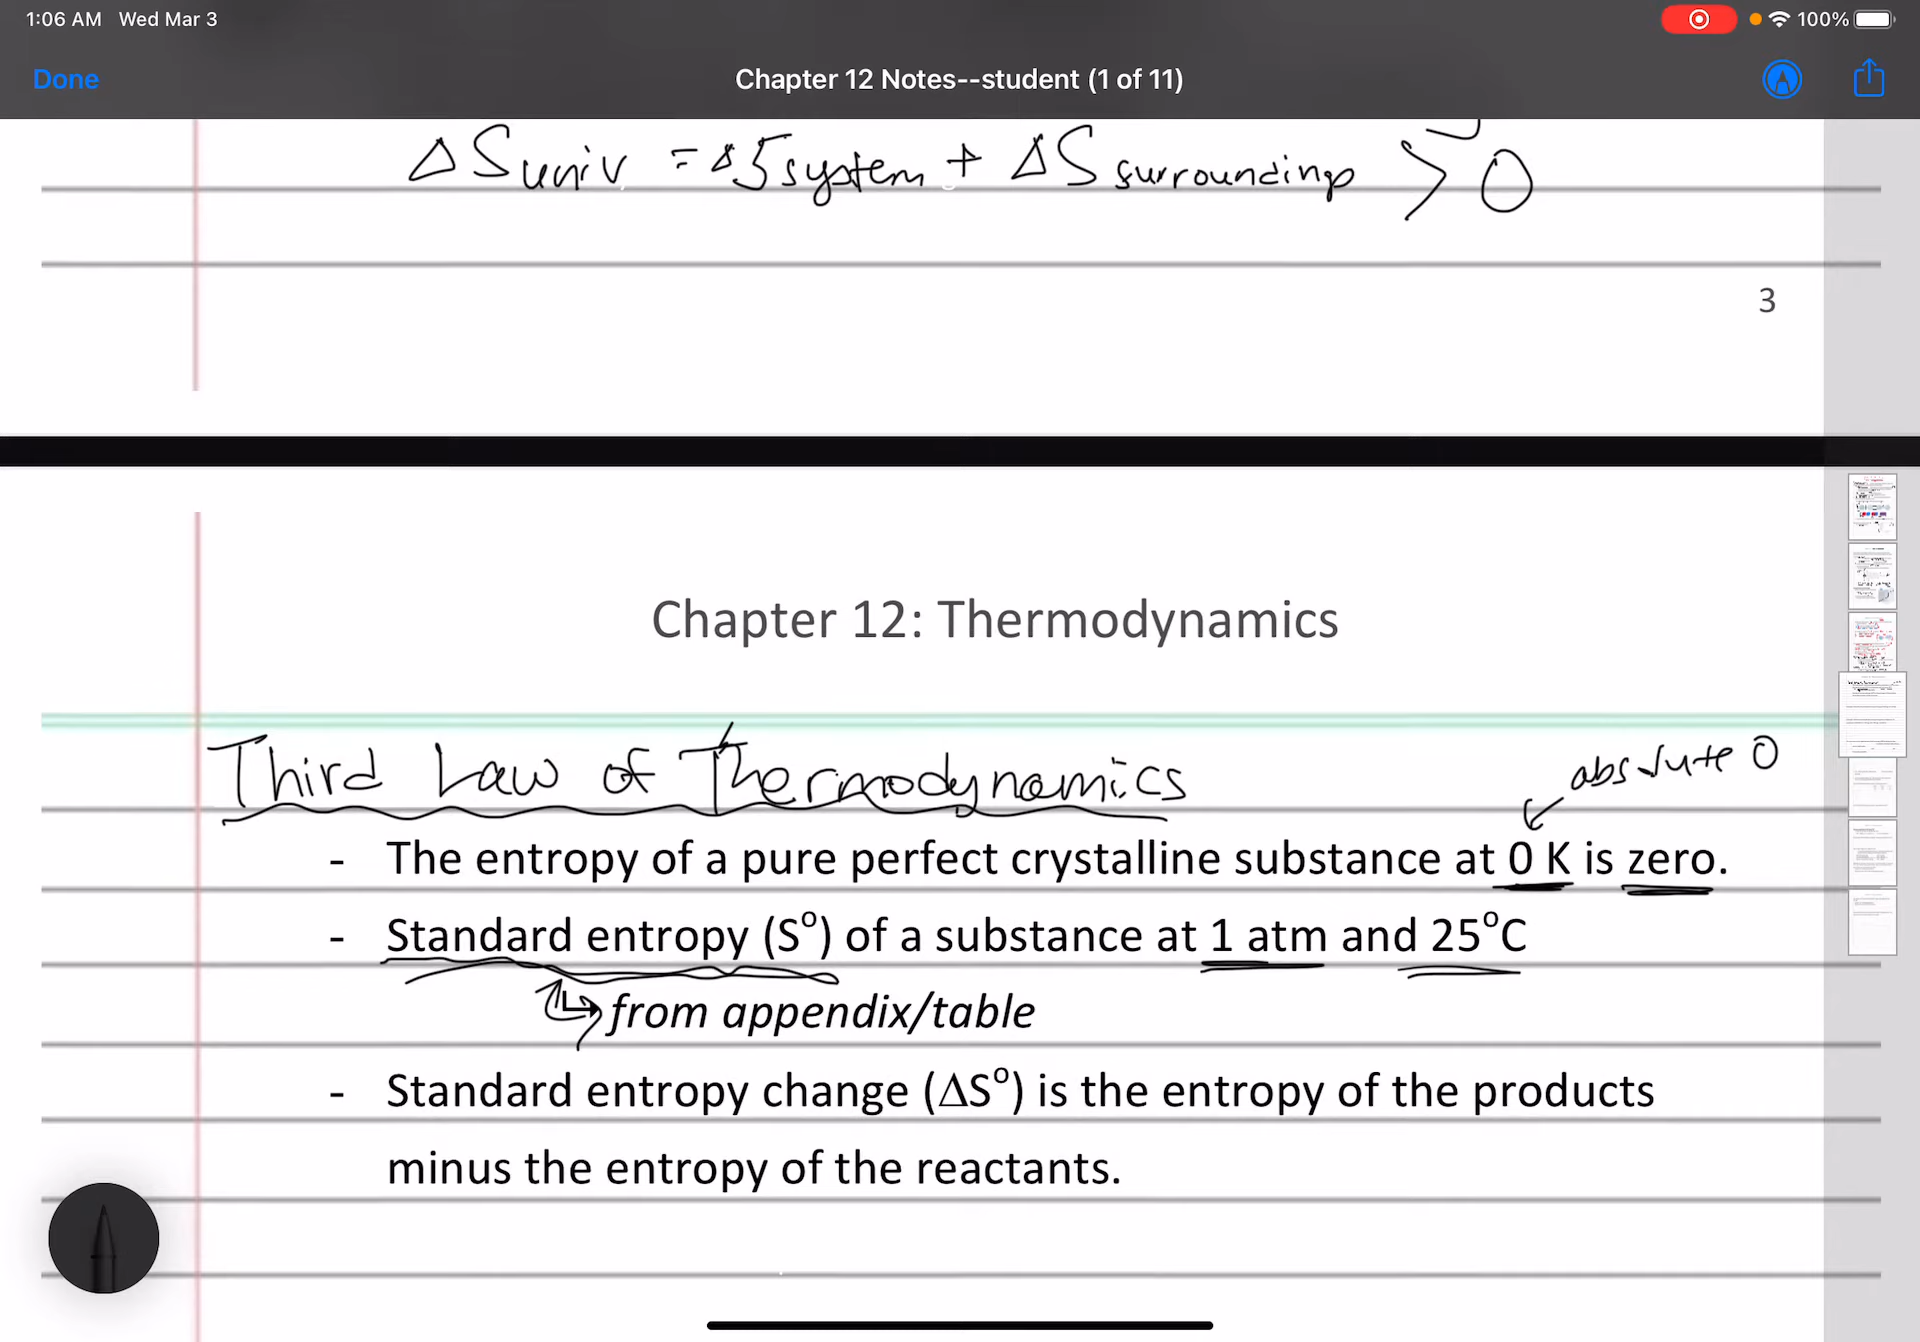 1:06 AM Wed Mar 3
100%
Done
Chapter 12 Notes--student (1 of 11)
ΔSuniv = ΔSsystem + ΔSsurroundings > 0
3
Chapter 12: Thermodynamics
Third Law of Thermodynamics
absolute 0
- The entropy of a pure perfect crystalline substance at 0 K is zero.
- Standard entropy (S°) of a substance at 1 atm and 25°C
from appendix/table
- Standard entropy change (ΔS°) is the entropy of the products
minus the entropy of the reactants.